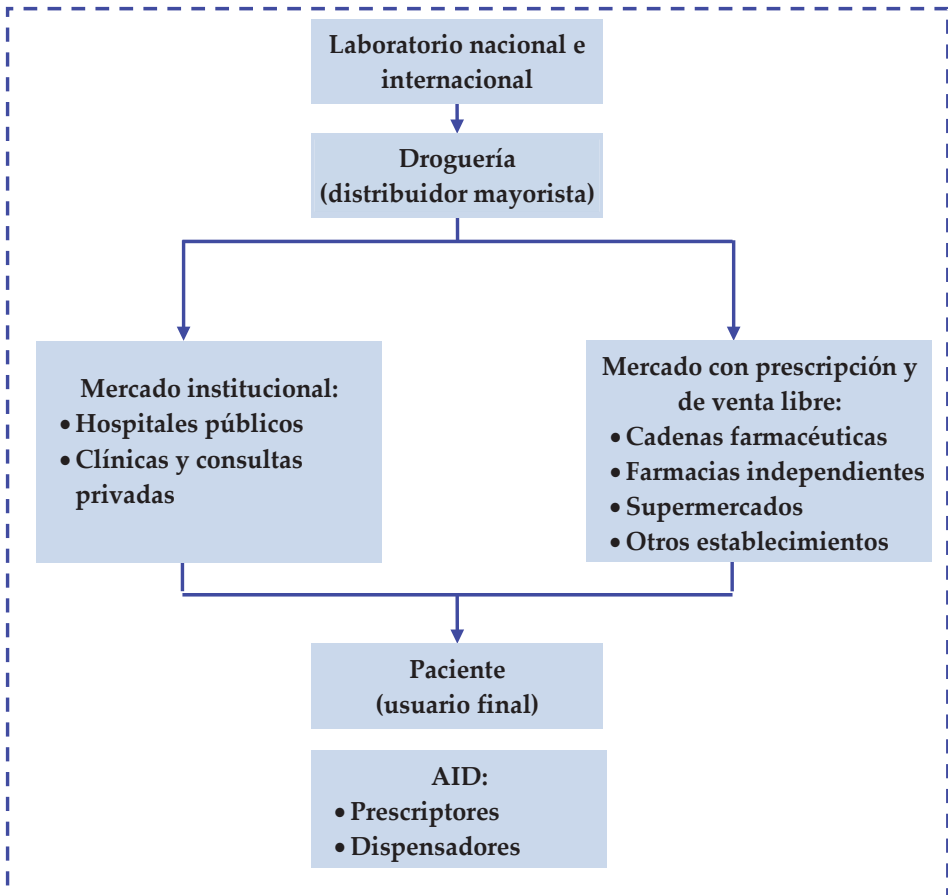 Laboratorio nacional e
internacional
Droguería
(distribuidor mayorista)
Mercado institucional:
• Hospitales públicos
• Clínicas y consultas
privadas
Mercado con prescripción y
de venta libre:
• Cadenas farmacéuticas
• Farmacias independientes
• Supermercados
• Otros establecimientos
Paciente
(usuario final)
AID:
• Prescriptores
• Dispensadores